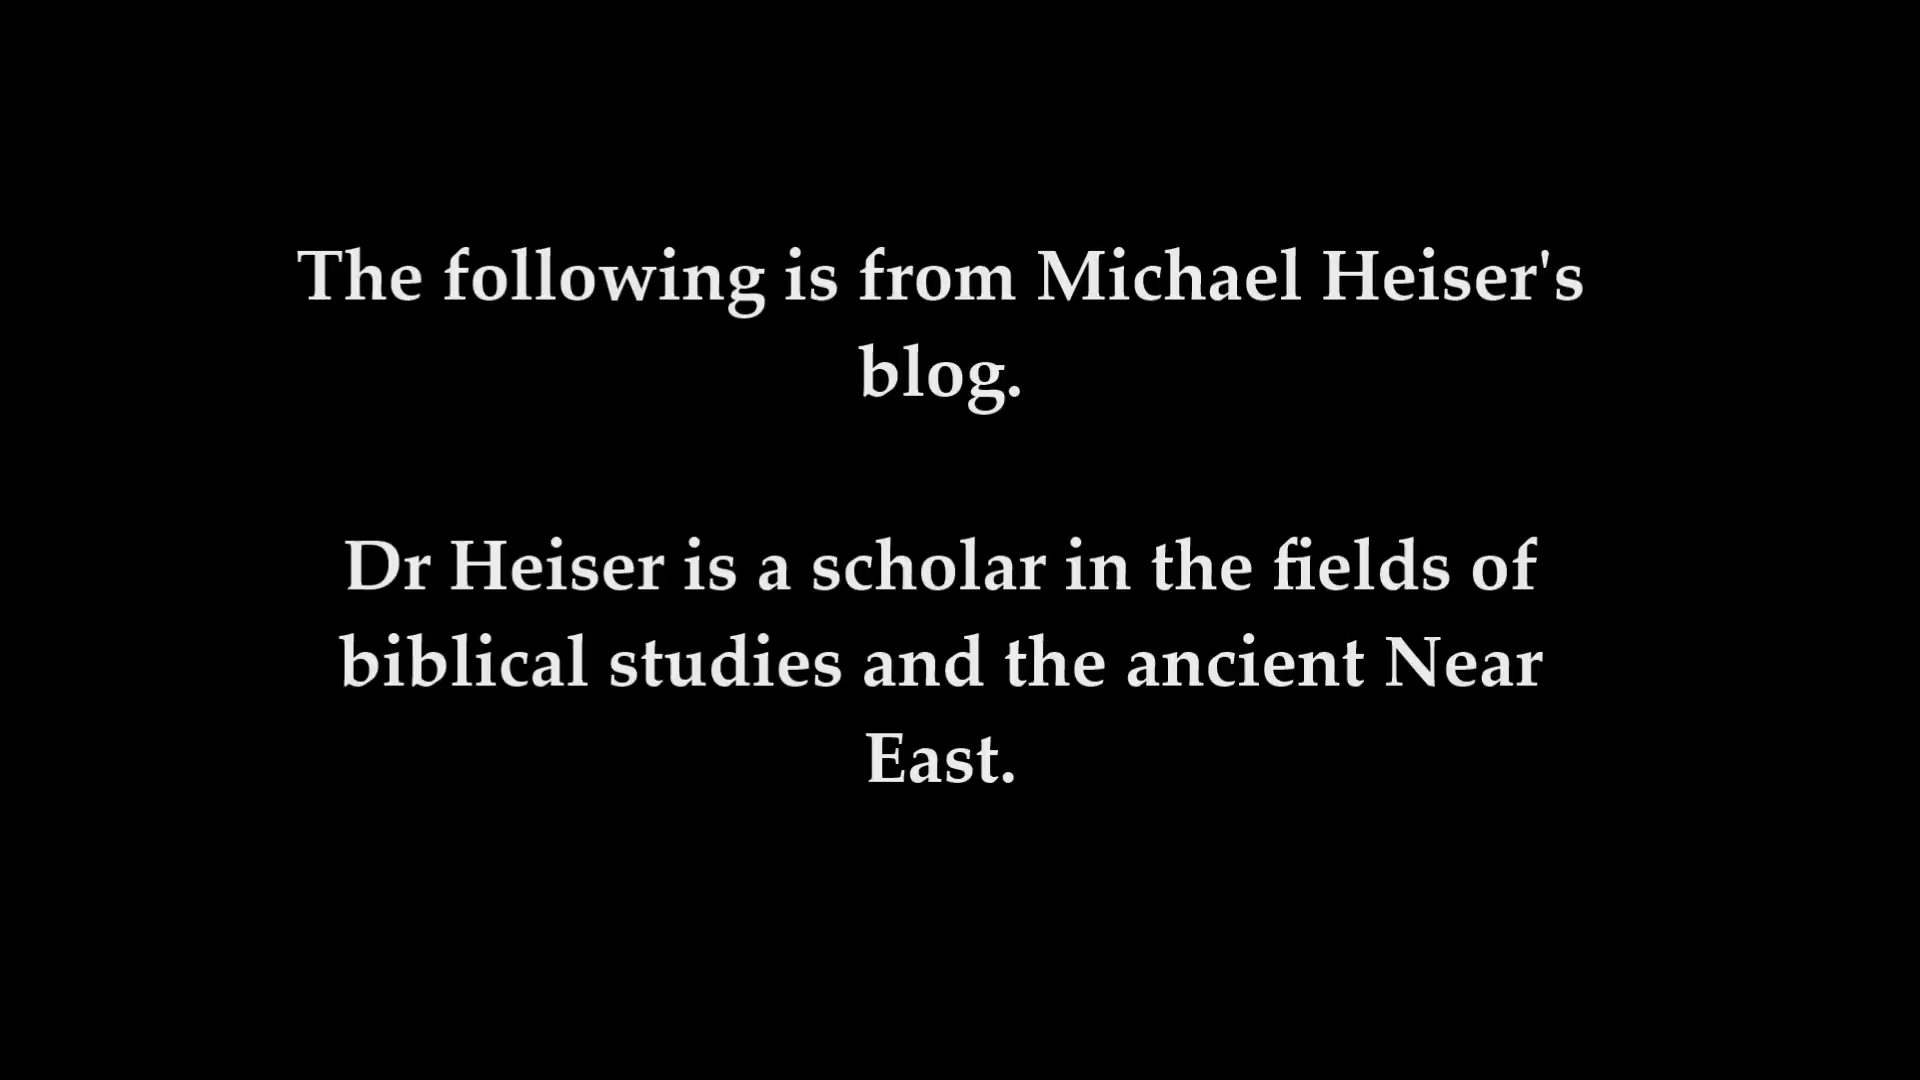 The following is from Michael Heiser's
blog.
Dr Heiser is a scholar in the fields of
biblical studies and the ancient Near
East.